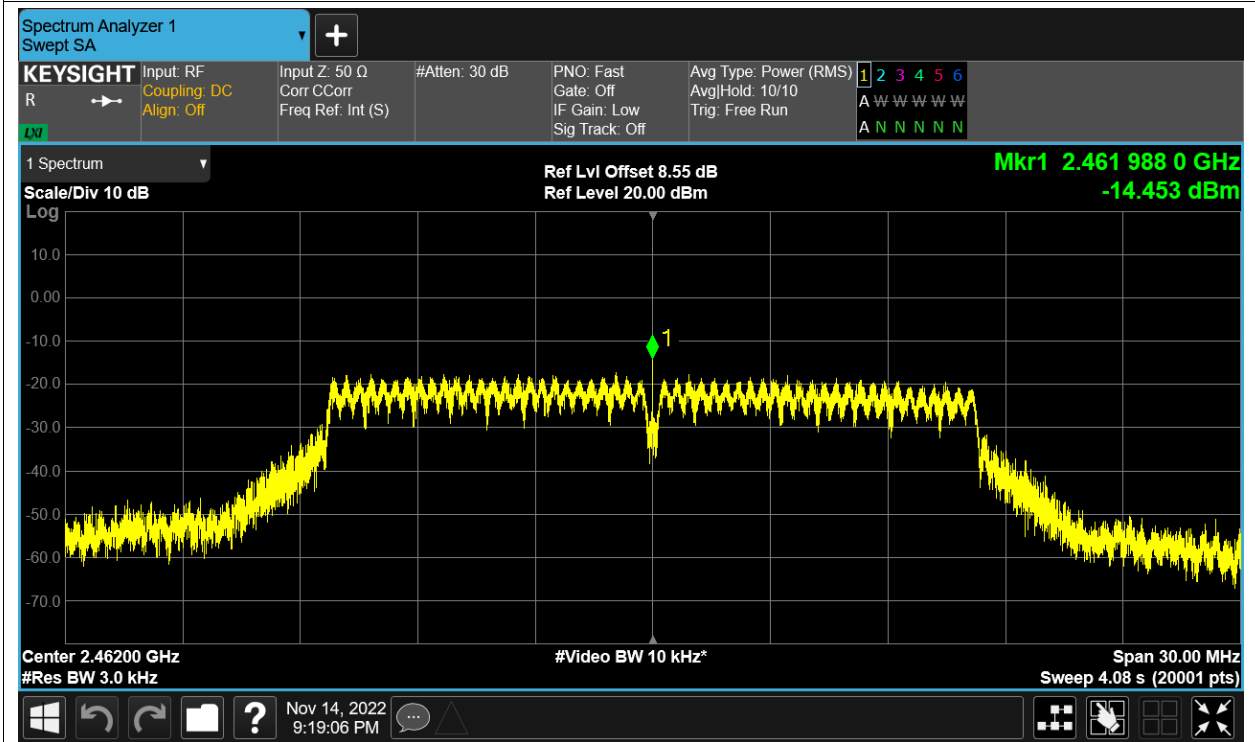 Spectrum Analyzer 1
Swept SA
KEYSIGHT
R
LXI
Input: RF
Coupling: DC
Align: Off
Input Z: 50 Ω
Corr CCorr
Freq Ref: Int (S)
#Atten: 30 dB
PNO: Fast
Gate: Off
IF Gain: Low
Sig Track: Off
Avg Type: Power (RMS)
Avg|Hold: 10/10
Trig: Free Run
1 2 3 4 5 6
A W W W W W
A N N N N N
1 Spectrum
Scale/Div 10 dB
Ref Lvl Offset 8.55 dB
Ref Level 20.00 dBm
Mkr1 2.461 988 0 GHz
-14.453 dBm
Log
10.0
0.00
-10.0
-20.0
-30.0
-40.0
-50.0
-60.0
-70.0
1
Center 2.46200 GHz
#Res BW 3.0 kHz
#Video BW 10 kHz*
Span 30.00 MHz
Sweep 4.08 s (20001 pts)
?
Nov 14, 2022
9:19:06 PM